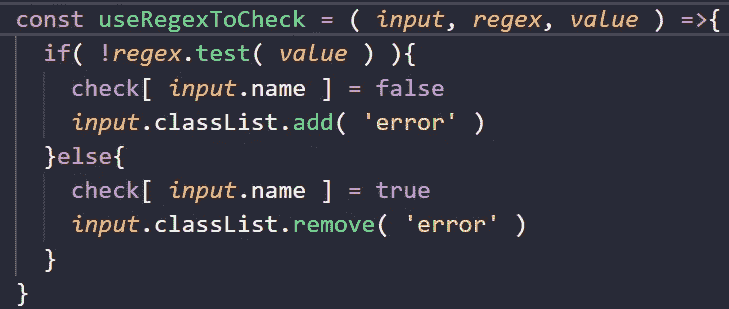 const useRegexToCheck = ( input, regex, value ) =>{
if( !regex.test( value ) ){
check[ input.name ] = false
input.classList.add( 'error' )
}else{
check[ input.name ] = true
input.classList.remove( 'error' )
}
}